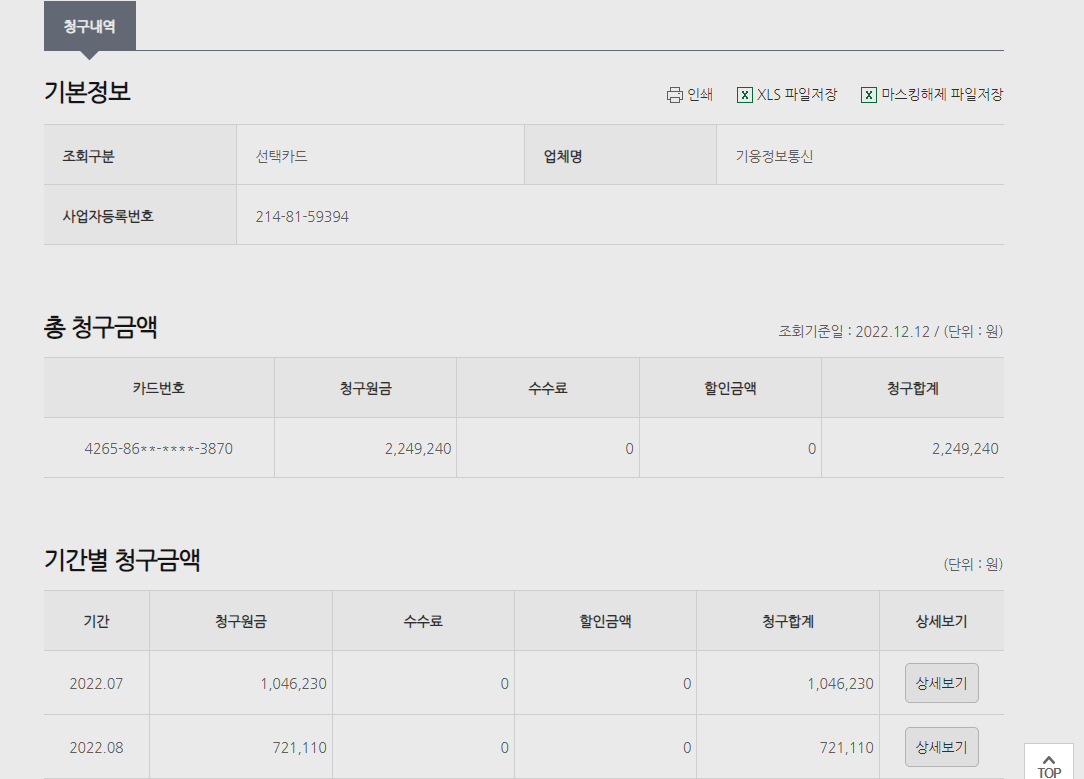 청구내역
기본정보
인쇄 XLS 파일저장 마스킹해제 파일저장
조회구분 선택카드 업체명 기웅정보통신
사업자등록번호 214-81-59394
총 청구금액
조회기준일 : 2022.12.12 / (단위 : 원)
카드번호 청구원금 수수료 할인금액 청구합계
4265-86**-****-3870 2,249,240 0 0 2,249,240
기간별 청구금액
(단위 : 원)
기간 청구원금 수수료 할인금액 청구합계 상세보기
2022.07 1,046,230 0 0 1,046,230 상세보기
2022.08 721,110 0 0 721,110 상세보기
TOP